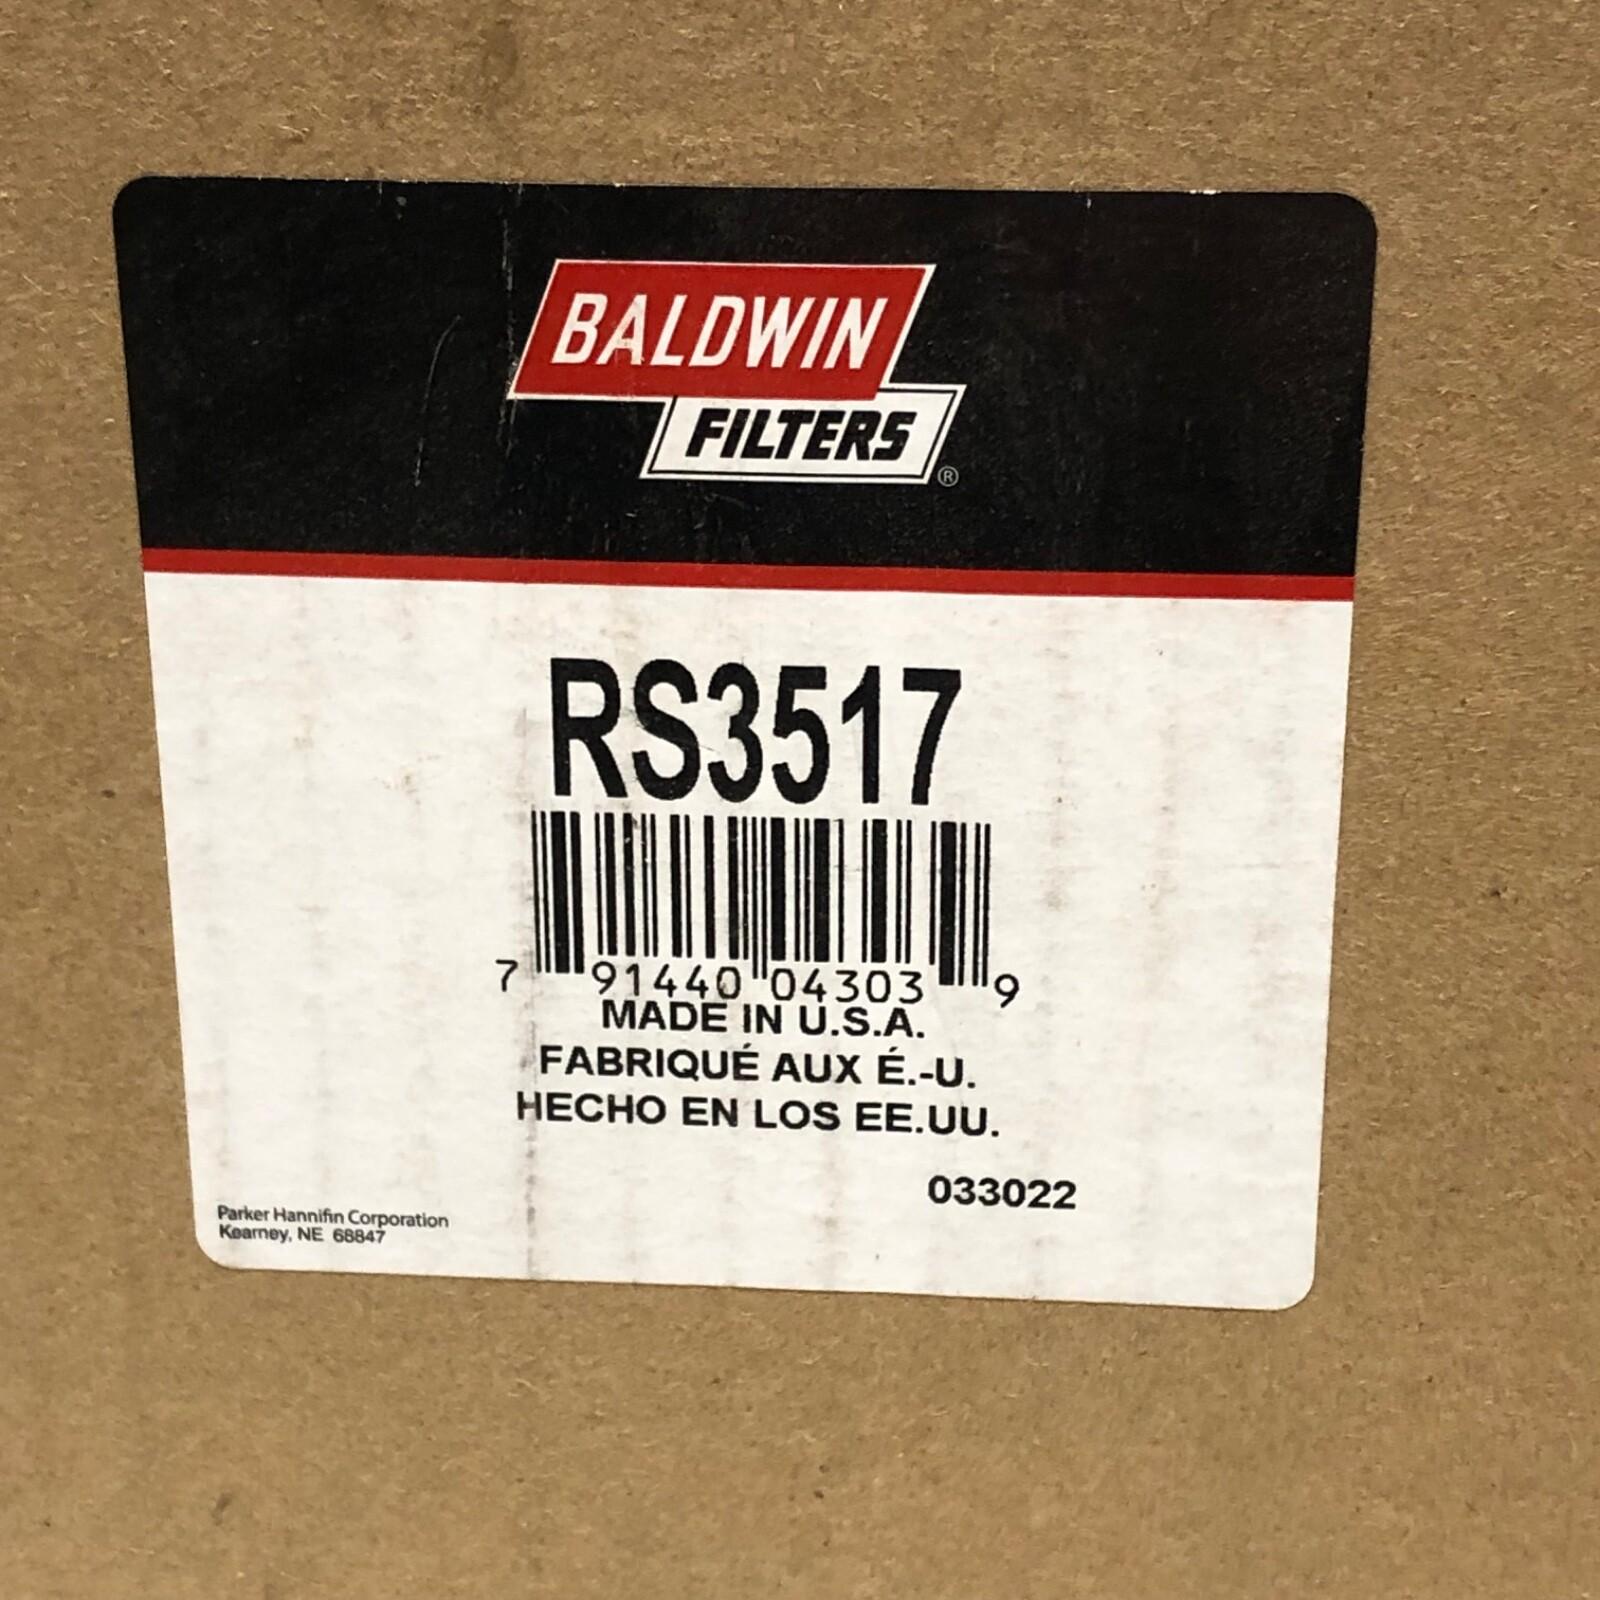 BALDWIN
FILTERS
®
RS3517
7 91440 04303 9
MADE IN U.S.A.
FABRIQUÉ AUX É.-U.
HECHO EN LOS EE.UU.
033022
Parker Hannifin Corporation
Kearney, NE 68847